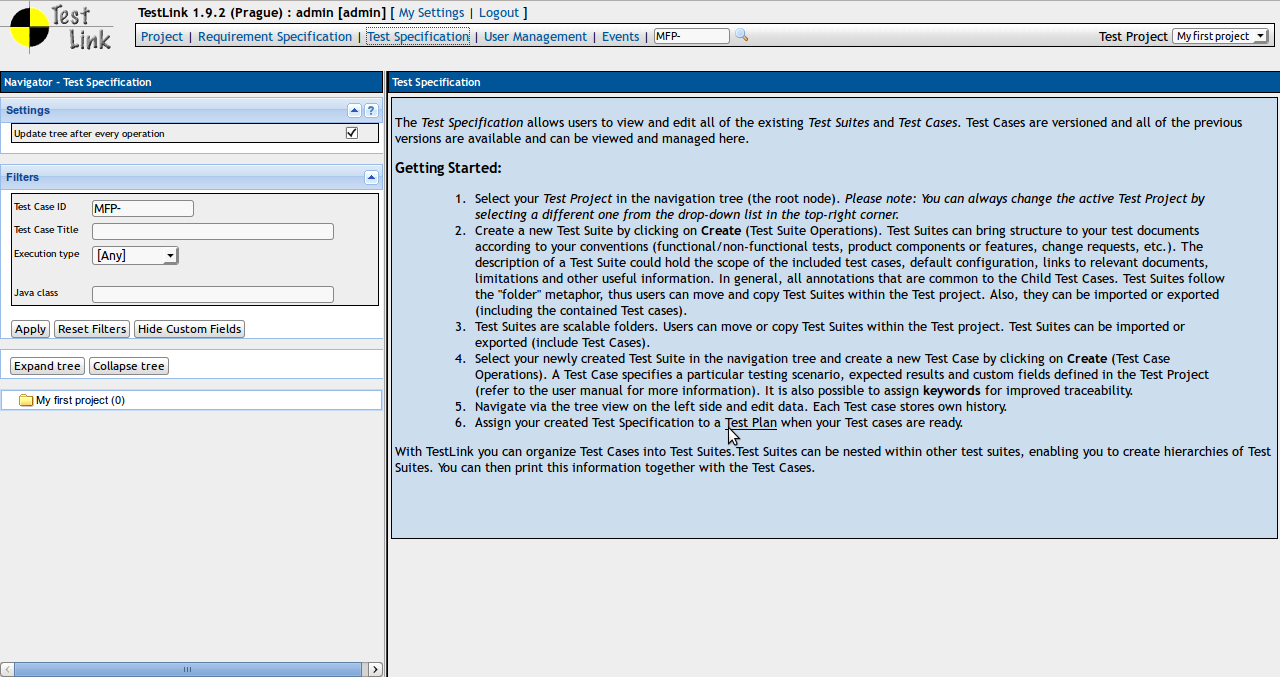 Test Link
TestLink 1.9.2 (Prague) : admin [admin] [ My Settings | Logout ]
Project | Requirement Specification | Test Specification | User Management | Events | MFP-
Test Project My first project
Navigator - Test Specification
Settings
?
Update tree after every operation
Filters
Test Case ID MFP-
Test Case Title
Execution type [Any]
Java class
Apply Reset Filters Hide Custom Fields
Expand tree Collapse tree
My first project (0)
Test Specification
The Test Specification allows users to view and edit all of the existing Test Suites and Test Cases. Test Cases are versioned and all of the previous
versions are available and can be viewed and managed here.
Getting Started:
1. Select your Test Project in the navigation tree (the root node). Please note: You can always change the active Test Project by
selecting a different one from the drop-down list in the top-right corner.
2. Create a new Test Suite by clicking on Create (Test Suite Operations). Test Suites can bring structure to your test documents
according to your conventions (functional/non-functional tests, product components or features, change requests, etc.). The
description of a Test Suite could hold the scope of the included test cases, default configuration, links to relevant documents,
limitations and other useful information. In general, all annotations that are common to the Child Test Cases. Test Suites follow
the "folder" metaphor, thus users can move and copy Test Suites within the Test project. Also, they can be imported or exported
(including the contained Test cases).
3. Test Suites are scalable folders. Users can move or copy Test Suites within the Test project. Test Suites can be imported or
exported (include Test Cases).
4. Select your newly created Test Suite in the navigation tree and create a new Test Case by clicking on Create (Test Case
Operations). A Test Case specifies a particular testing scenario, expected results and custom fields defined in the Test Project
(refer to the user manual for more information). It is also possible to assign keywords for improved traceability.
5. Navigate via the tree view on the left side and edit data. Each Test case stores own history.
6. Assign your created Test Specification to a Test Plan when your Test cases are ready.
With TestLink you can organize Test Cases into Test Suites.Test Suites can be nested within other test suites, enabling you to create hierarchies of Test
Suites. You can then print this information together with the Test Cases.